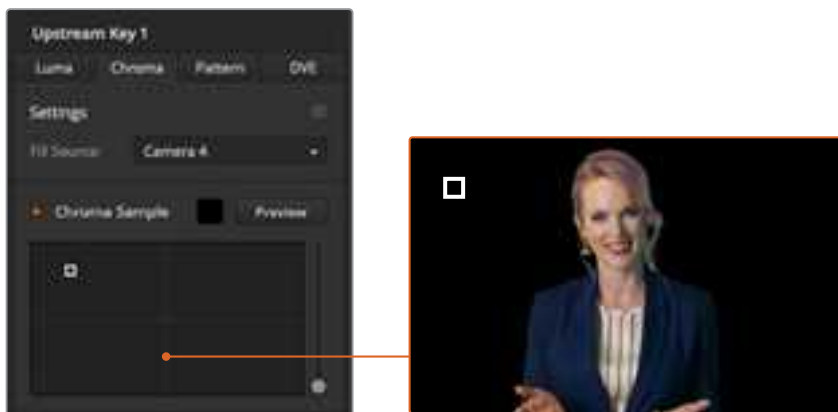 Upstream Key 1
Luma Chroma Pattern DVE
Settings
Fill Source: Camera 4
Chroma Sample Preview